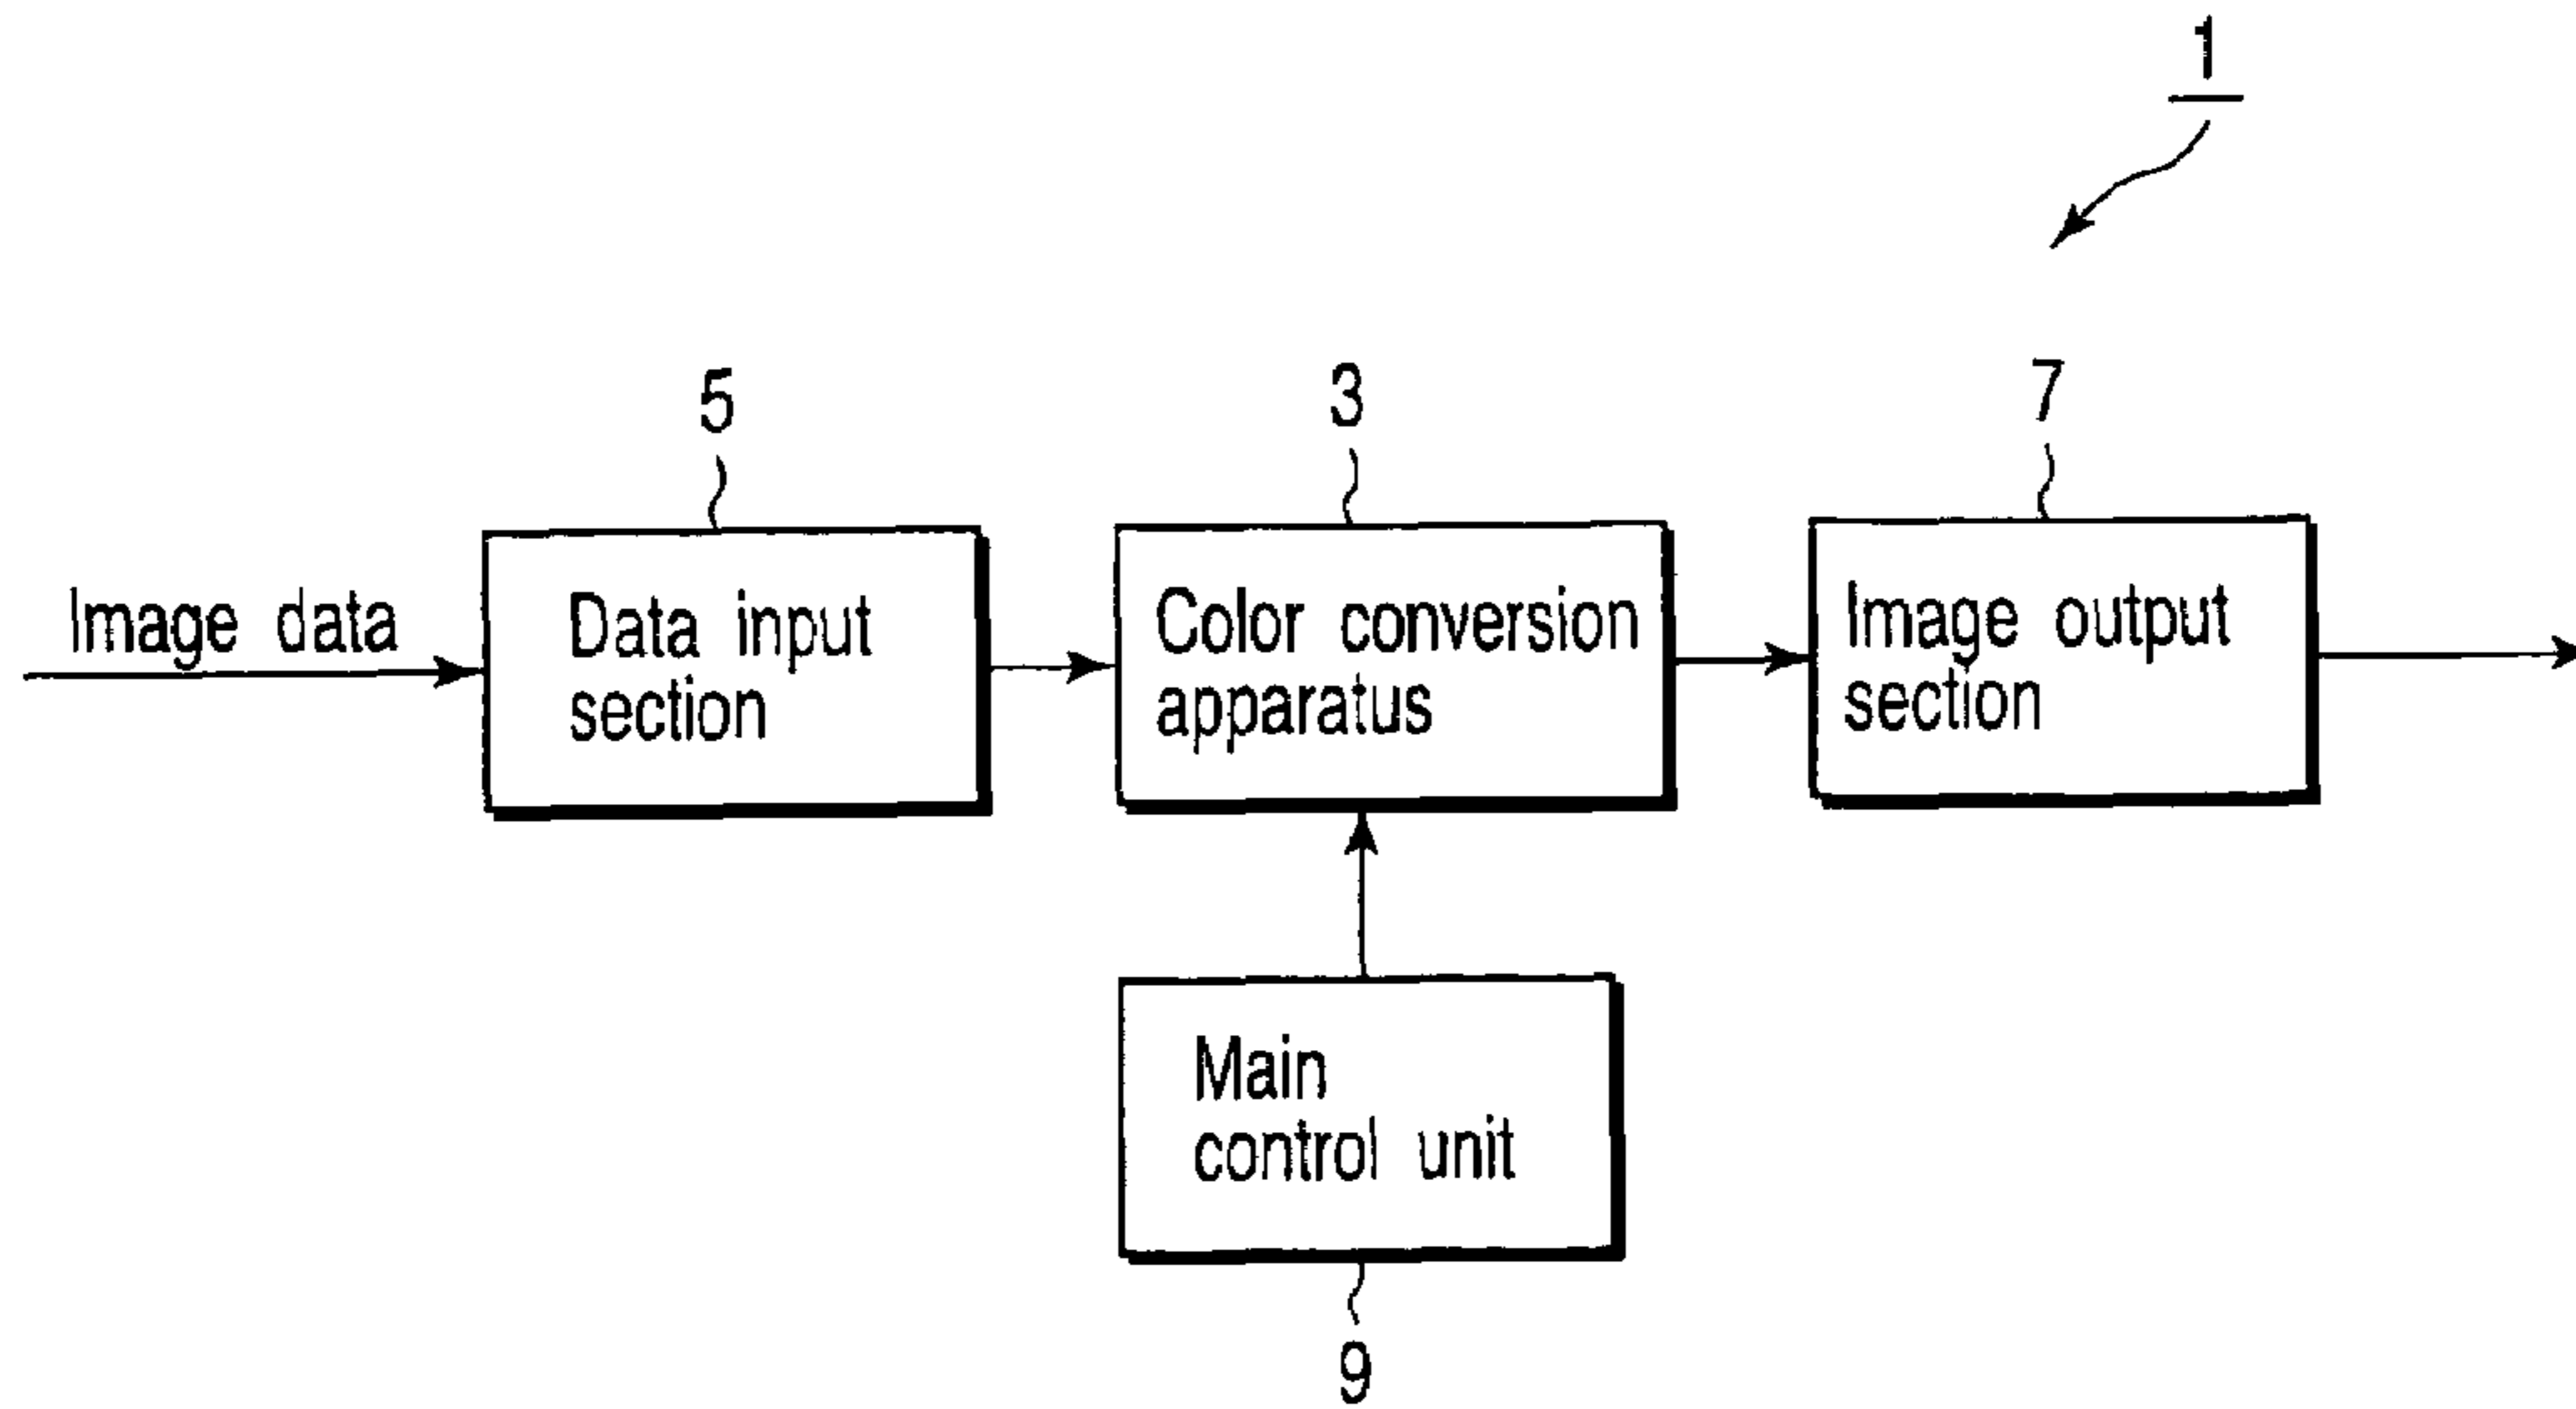 1
5
3
7
Image data
Data input
section
Color conversion
apparatus
Image output
section
Main
control unit
9